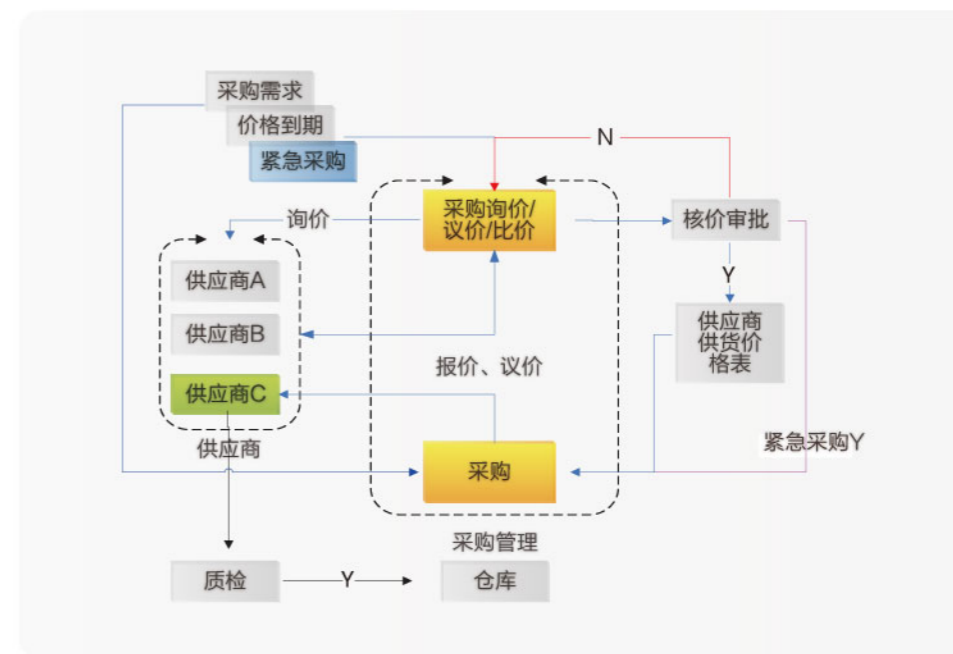 采购需求
价格到期
紧急采购
N
采购询价/
议价/比价
核价审批
询价
Y
供应商A
供应商B
供应商
供货价
格表
报价、议价
供应商C
供应商
紧急采购Y
采购
采购管理
质检
Y
仓库